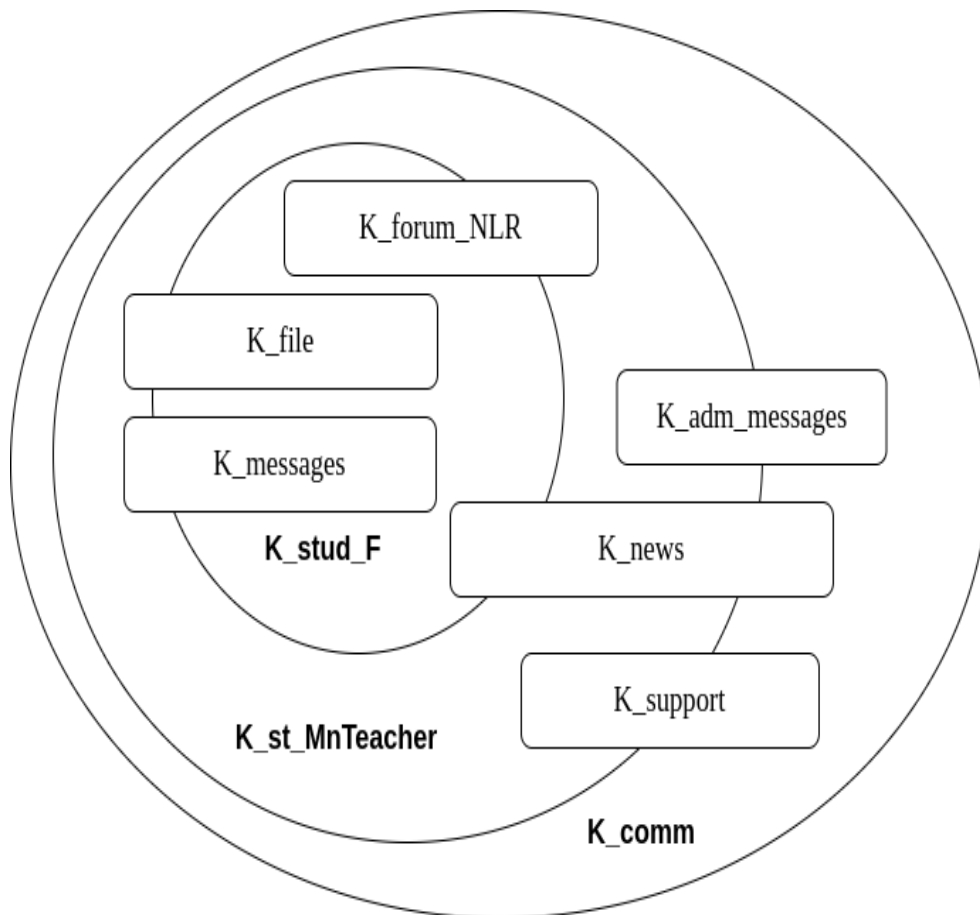 K_forum_NLR
K_file
K_adm_messages
K_messages
K_stud_F
K_news
K_support
K_st_MnTeacher
K_comm